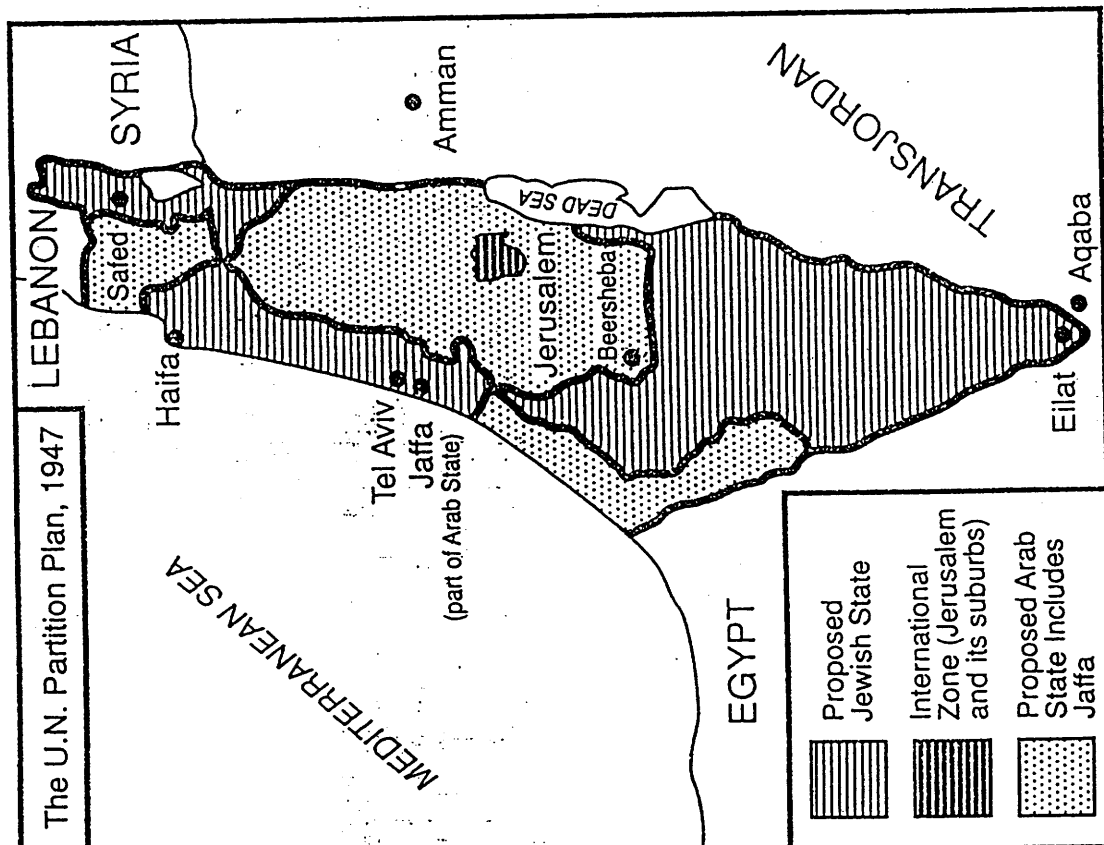 The U.N. Partition Plan, 1947
LEBANON
SYRIA
Safed
Haifa
Amman
Tel Aviv
Jaffa
(part of Arab State)
MEDITERRANEAN SEA
DEAD SEA
Jerusalem
Beersheba
TRANSJORDAN
EGYPT
Eilat
Aqaba
Proposed
Jewish State
International
Zone (Jerusalem
and its suburbs)
Proposed Arab
State Includes
Jaffa